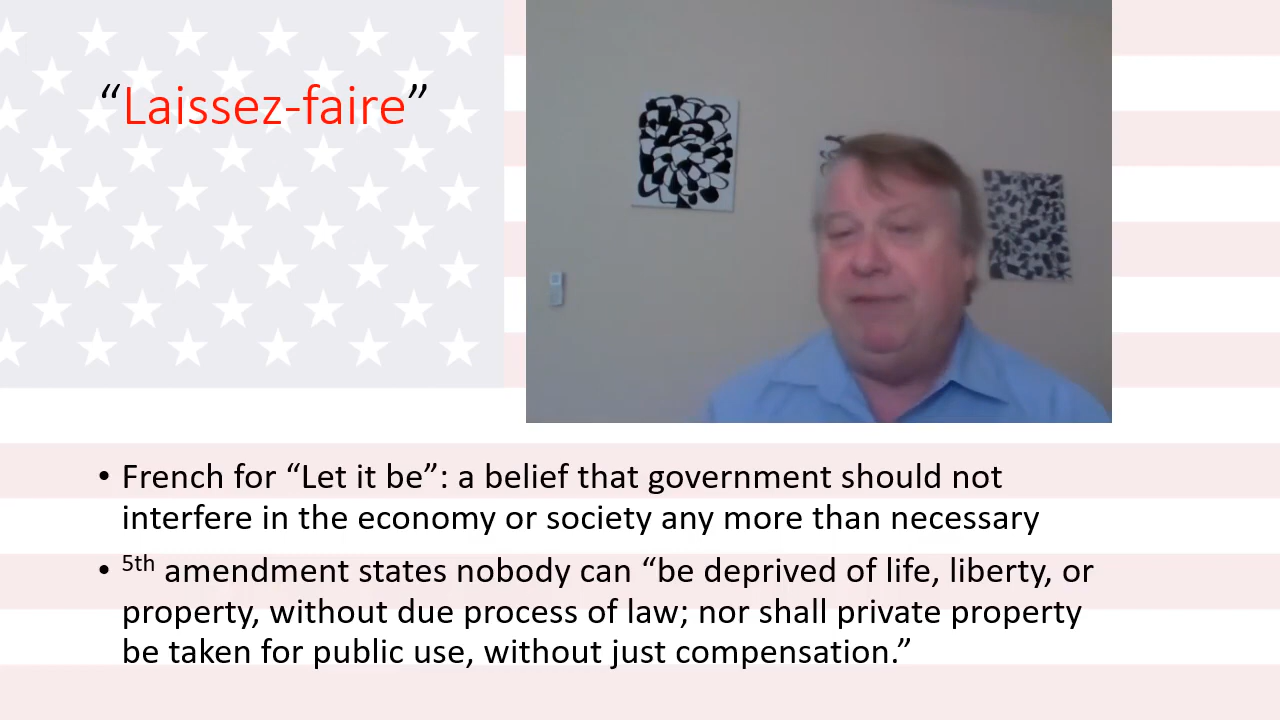 “Laissez-faire”
• French for “Let it be”: a belief that government should not
interfere in the economy or society any more than necessary
• 5th amendment states nobody can “be deprived of life, liberty, or
property, without due process of law; nor shall private property
be taken for public use, without just compensation.”